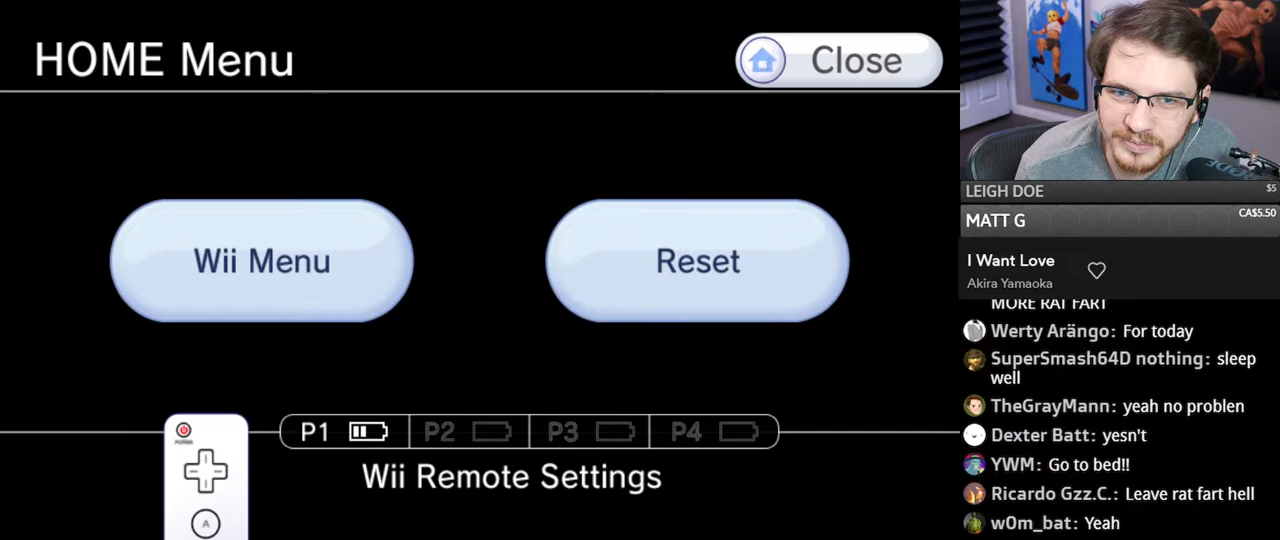 HOME Menu
Close
Wii Menu
Reset
P1 P2 P3 P4
Wii Remote Settings
POWER
A
RODE
LEIGH DOE $5
MATT G CA$5.50
I Want Love
Akira Yamaoka
MORE RAT FART
Werty Arängo: For today
SuperSmash64D nothing: sleep
well
TheGrayMann: yeah no problen
Dexter Batt: yesn't
YWM: Go to bed!!
Ricardo Gzz.C.: Leave rat fart hell
w0m_bat: Yeah